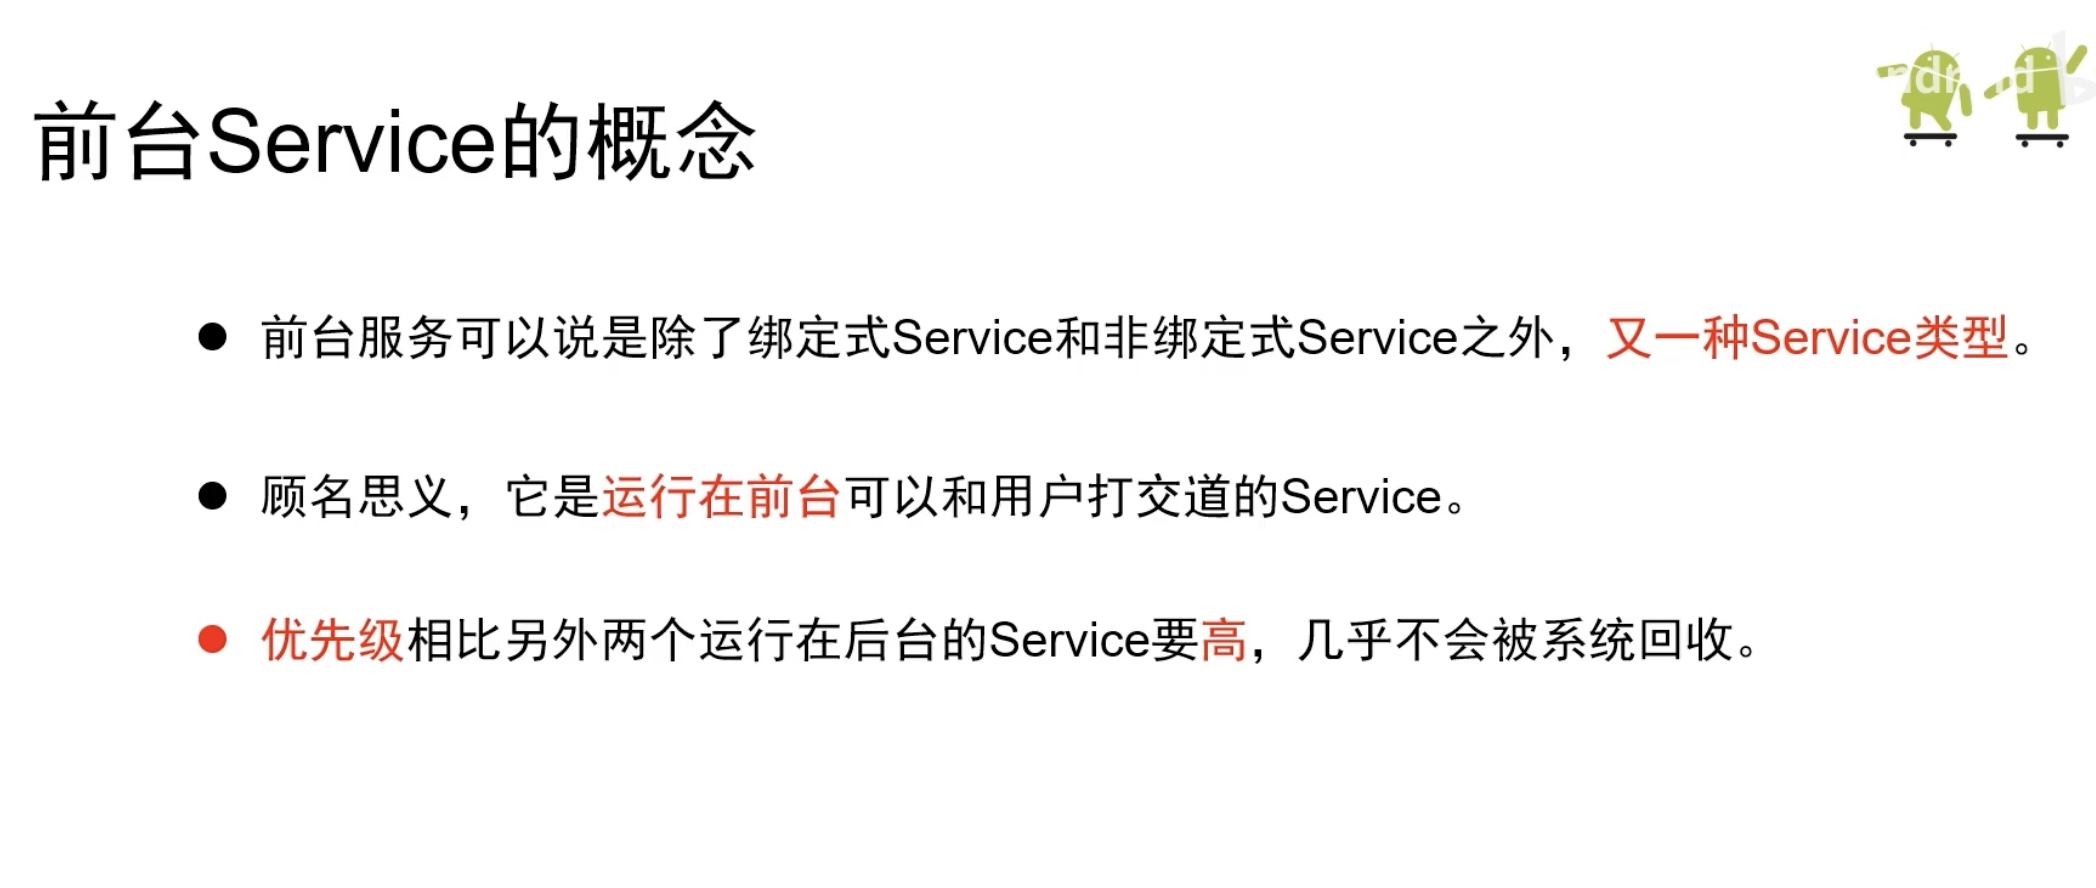 前台Service的概念
前台服务可以说是除了绑定式Service和非绑定式Service之外，又一种Service类型。
顾名思义，它是运行在前台可以和用户打交道的Service。
优先级相比另外两个运行在后台的Service要高，几乎不会被系统回收。